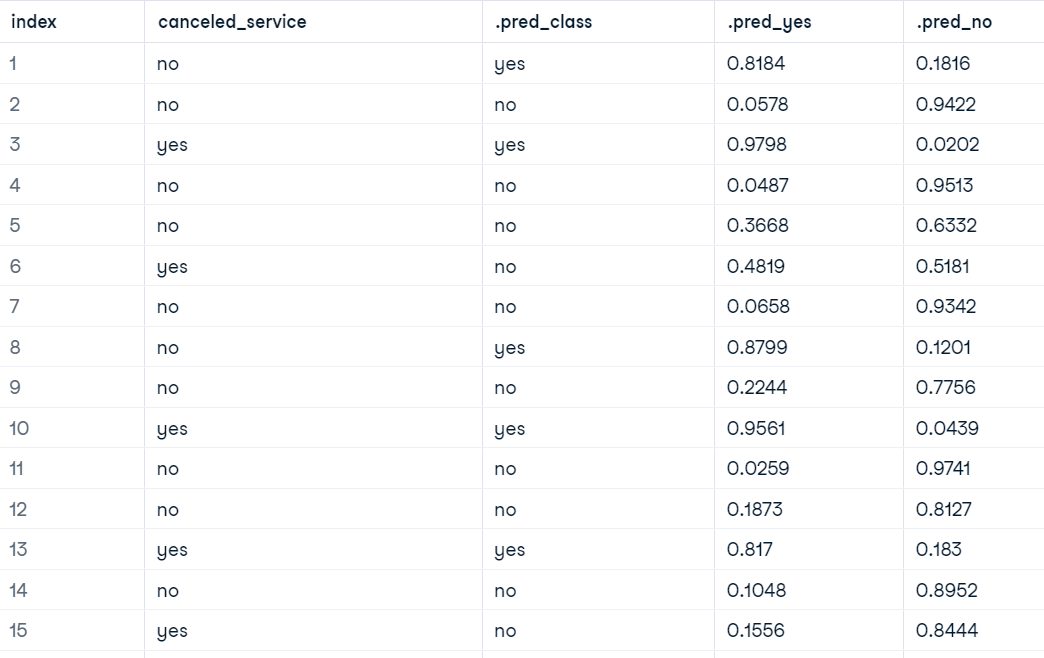 index canceled_service .pred_class .pred_yes .pred_no
1 no yes 0.8184 0.1816
2 no no 0.0578 0.9422
3 yes yes 0.9798 0.0202
4 no no 0.0487 0.9513
5 no no 0.3668 0.6332
6 yes no 0.4819 0.5181
7 no no 0.0658 0.9342
8 no yes 0.8799 0.1201
9 no no 0.2244 0.7756
10 yes yes 0.9561 0.0439
11 no no 0.0259 0.9741
12 no no 0.1873 0.8127
13 yes yes 0.817 0.183
14 no no 0.1048 0.8952
15 yes no 0.1556 0.8444